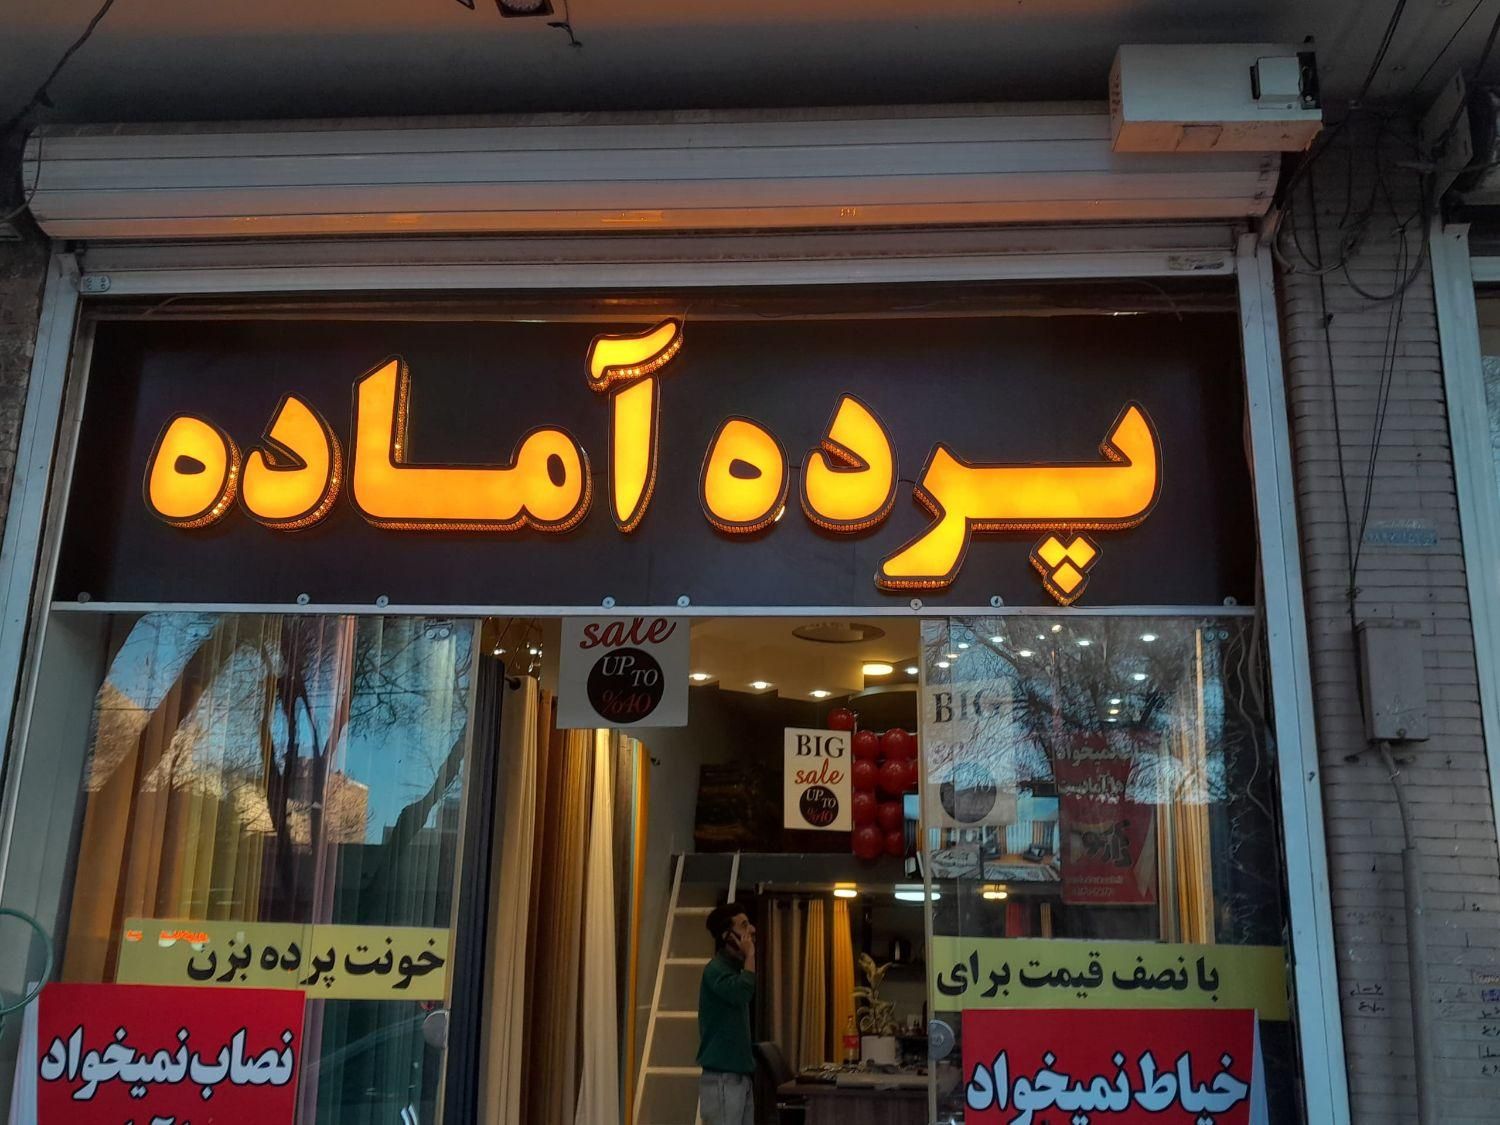 پرده آماده
sale
UP TO
%40
BIG
sale
UP TO
%40
BIG
با نصف قیمت برای
خونت پرده بزن
خیاط نمیخواد
نصاب نمیخواد